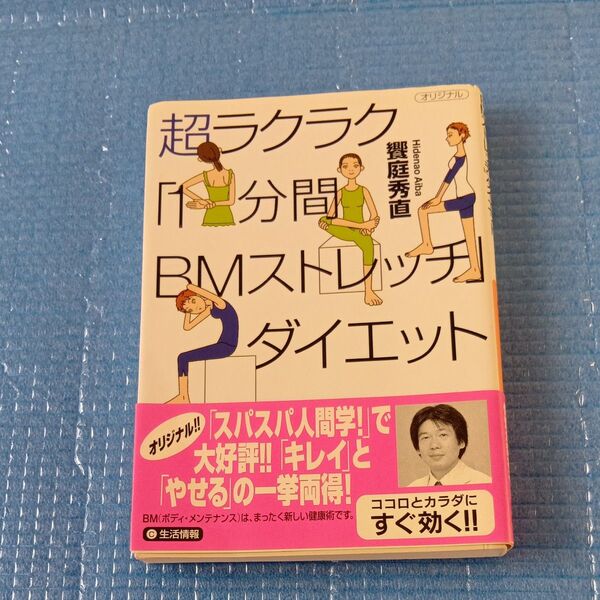 オリジナル
超ラクラク
「1分間
BMストレッチ」
ダイエット
饗庭秀直
Hidenao Aiba
オリジナル!!
「スパスパ人間学!」で
大好評!!「キレイ」と
「やせる」の一挙両得!
BM(ボディ・メンテナンス)は、まったく新しい健康術です。
C 生活情報
ココロとカラダに
すぐ効く!!